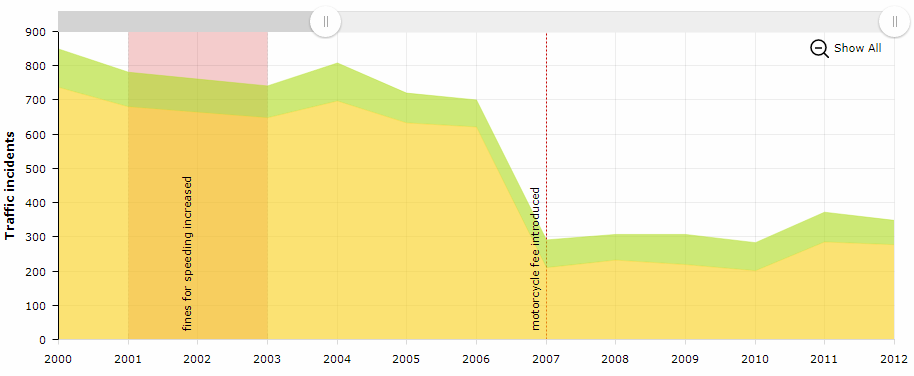 900
Show All
800
700
600
500
400
300
200
100
0
Traffic incidents
fines for speeding increased
motorcycle fee introduced
2000 2001 2002 2003 2004 2005 2006 2007 2008 2009 2010 2011 2012